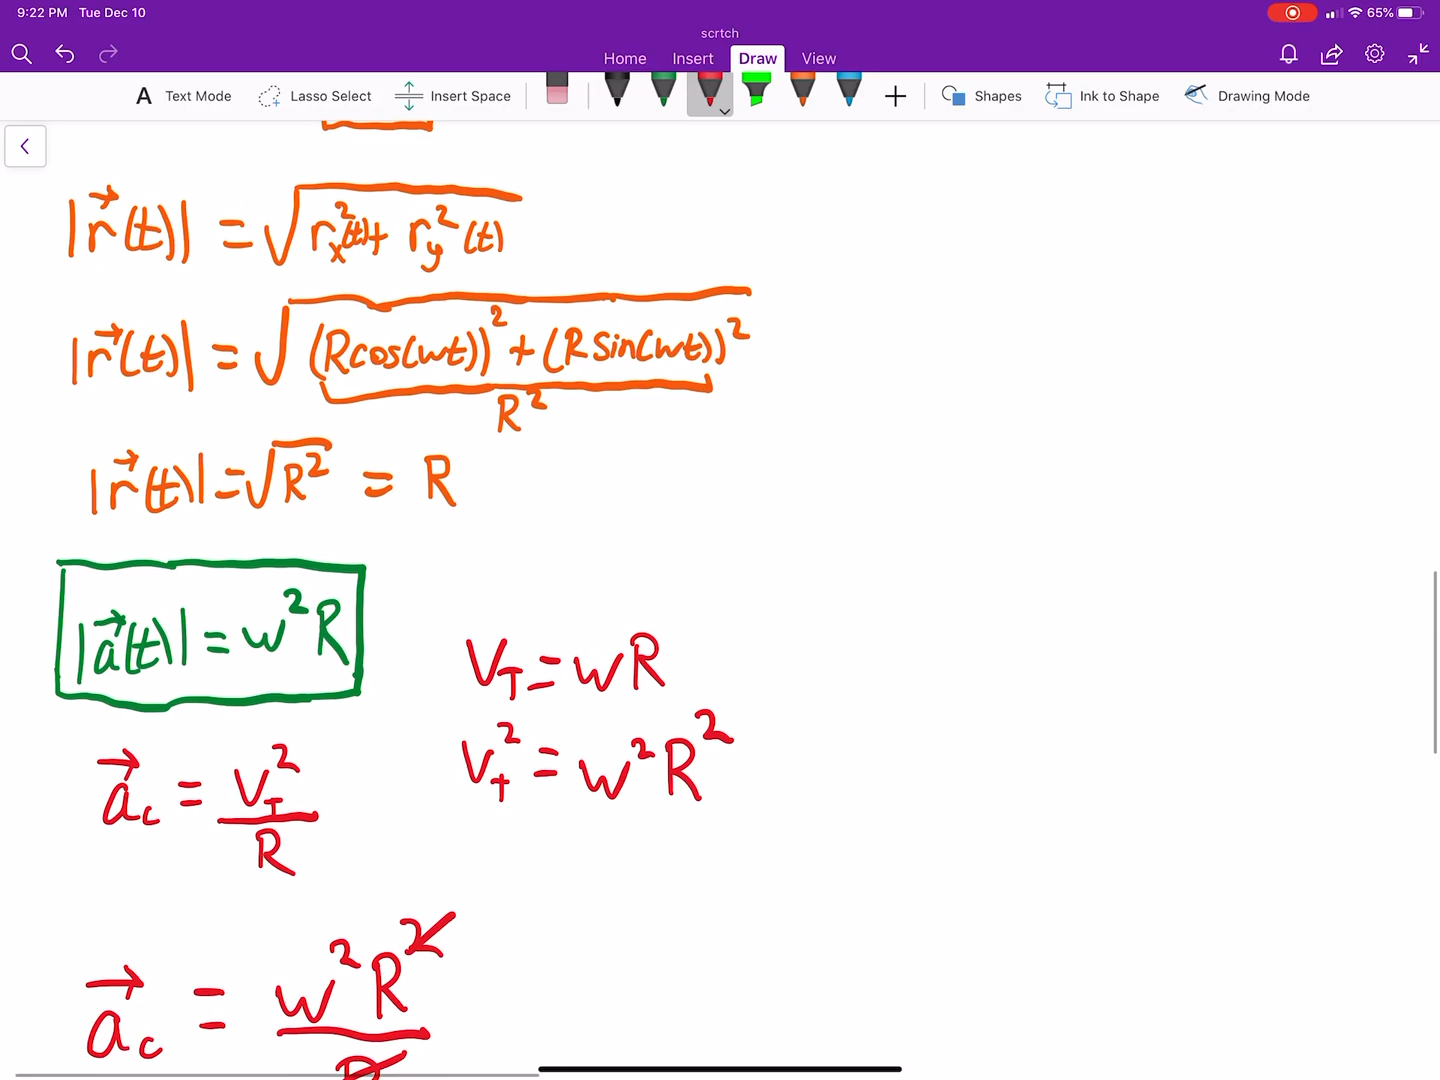 9:22 PM Tue Dec 10
65%
scrtch
Home Insert Draw View
Text Mode Lasso Select Insert Space Shapes Ink to Shape Drawing Mode
|r⃗(t)| = √(rₓ²(t) + r_y²(t))
|r⃗(t)| = √((Rcos(wt))² + (RSin(wt))²)
R²
|r⃗(t)| = √R² = R
|a⃗(t)| = w²R
V_T = wR
V_T² = w²R²
a⃗_c = V_T²/R
a⃗_c = w²R²/R